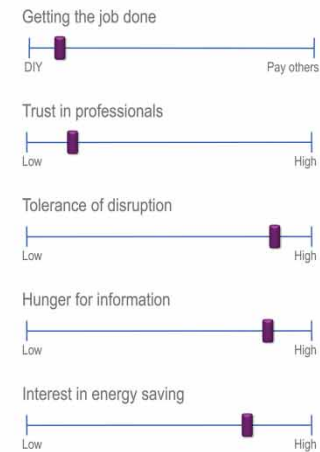 Getting the job done
DIY Pay others
Trust in professionals
Low High
Tolerance of disruption
Low High
Hunger for information
Low High
Interest in energy saving
Low High